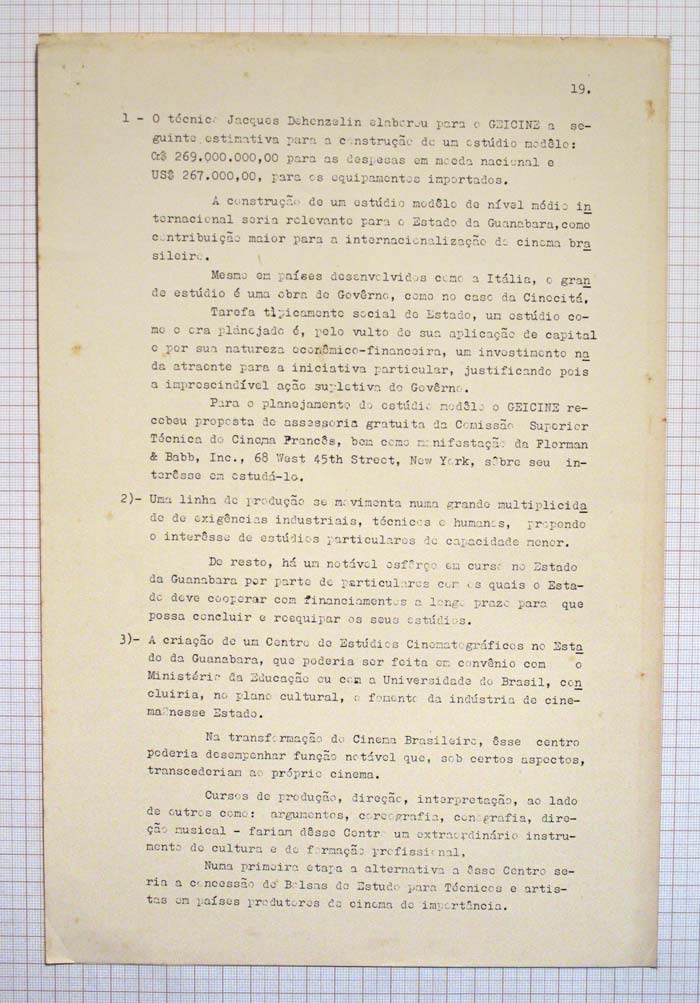 19.
1 - O técnico Jacques Dehenzelin elaborou para o GEICINE a se-
guinte estimativa para a construção de um estúdio modêlo:
Cr$ 269.000.000,00 para as despesas em moeda nacional e
US$ 267.000,00, para os equipamentos importados.
A construção de um estúdio modêlo de nível médio in
ternacional seria relevante para o Estado da Guanabara,como
contribuição maior para a internacionalização do cinema bra
sileiro.
Mesmo em países desenvolvidos como a Itália, o gran
de estúdio é uma obra do Govêrno, como no caso da Cinecitá.
Tarefa tipicamente social do Estado, um estúdio co-
mo o ora planejado é, pelo vulto de sua aplicação de capital
e por sua natureza econômico-financeira, um investimento na
da atraente para a iniciativa particular, justificando pois
a imprescindível ação supletiva do Govêrno.
Para o planejamento do estúdio modêlo o GEICINE re-
cebeu proposta de assessoria gratuita da Comissão Superior
Técnica do Cinema Francês, bem como manifestação da Florman
& Babb, Inc., 68 West 45th Street, New York, sôbre seu in-
terêsse em estudá-lo.
2)- Uma linha de produção se movimenta numa grande multiplicida
de de exigências industriais, técnicos e humanos, propondo
o interêsse de estúdios particulares de capacidade menor.
De resto, há um notável esfôrço em curso no Estado
da Guanabara por parte de particulares com os quais o Esta-
do deve cooperar com financiamentos a longo prazo para que
possa concluir e reequipar os seus estúdios.
3)- A criação de um Centro de Estúdios Cinematográficos no Esta
do da Guanabara, que poderia ser feita em convênio com o
Ministério da Educação ou com a Universidade do Brasil, con
cluiria, no plano cultural, o fomento da indústria de cine-
ma nesse Estado.
Na transformação do Cinema Brasileiro, êsse centro
poderia desempenhar função notável que, sob certos aspectos,
transcederiam ao próprio cinema.
Cursos de produção, direção, interpretação, ao lado
de outros como: argumentos, coreografia, cenografia, dire-
ção musical - fariam dêsse Centro um extraordinário instru-
mento de cultura e de formação profissional.
Numa primeira etapa a alternativa a êsse Centro se-
ria a concessão de Bolsas de Estudo para Técnicos e artis-
tas em países produtores de cinema de importância.